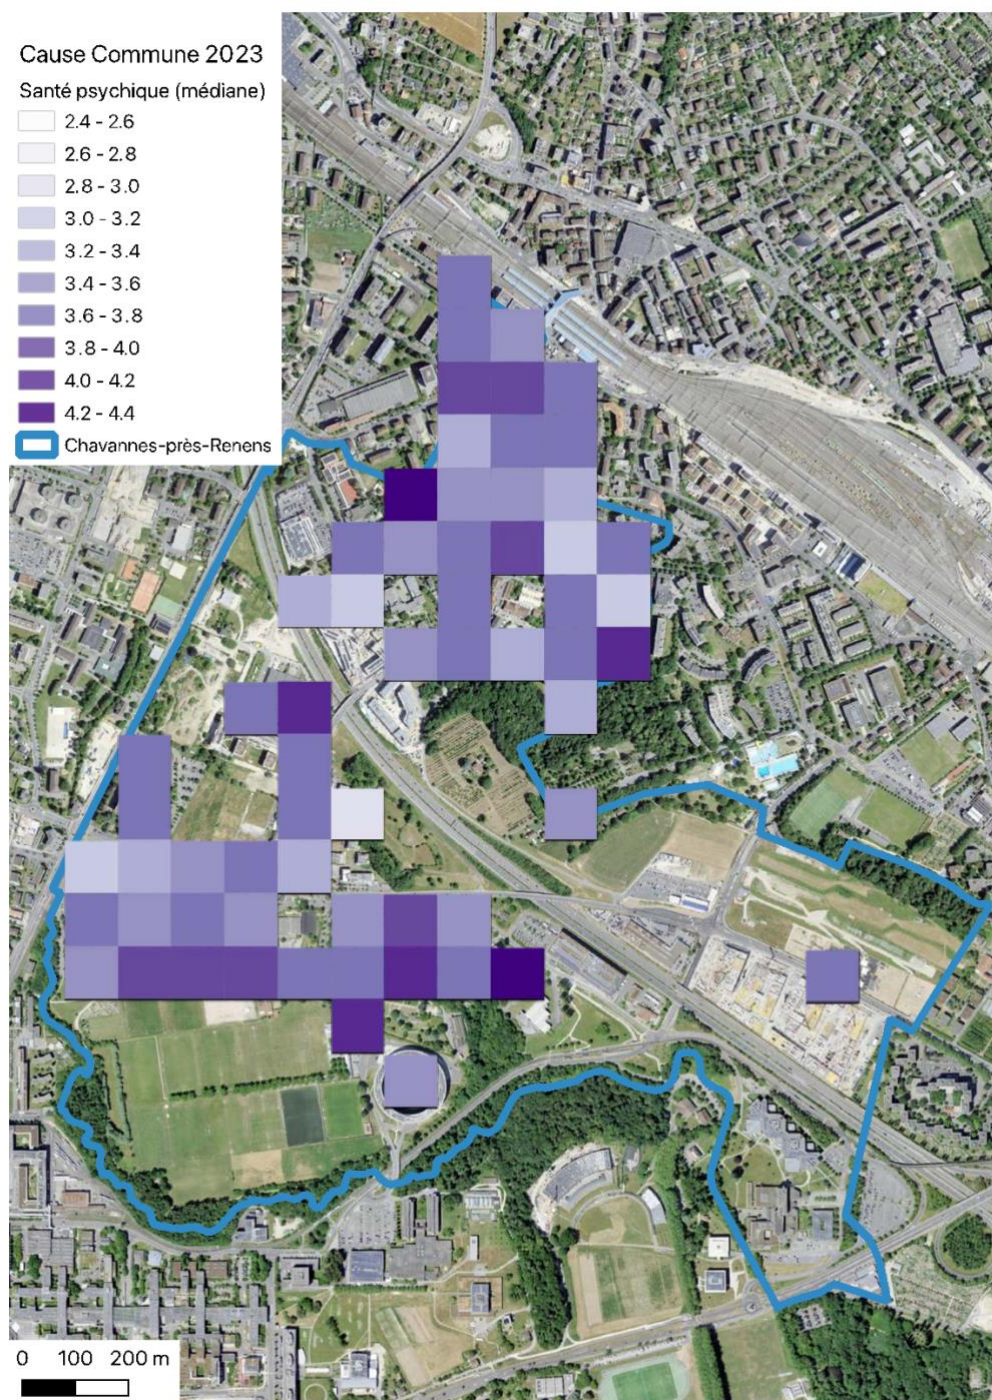 Cause Commune 2023
Santé psychique (médiane)
2.4 - 2.6
2.6 - 2.8
2.8 - 3.0
3.0 - 3.2
3.2 - 3.4
3.4 - 3.6
3.6 - 3.8
3.8 - 4.0
4.0 - 4.2
4.2 - 4.4
Chavannes-près-Renens
0 100 200 m